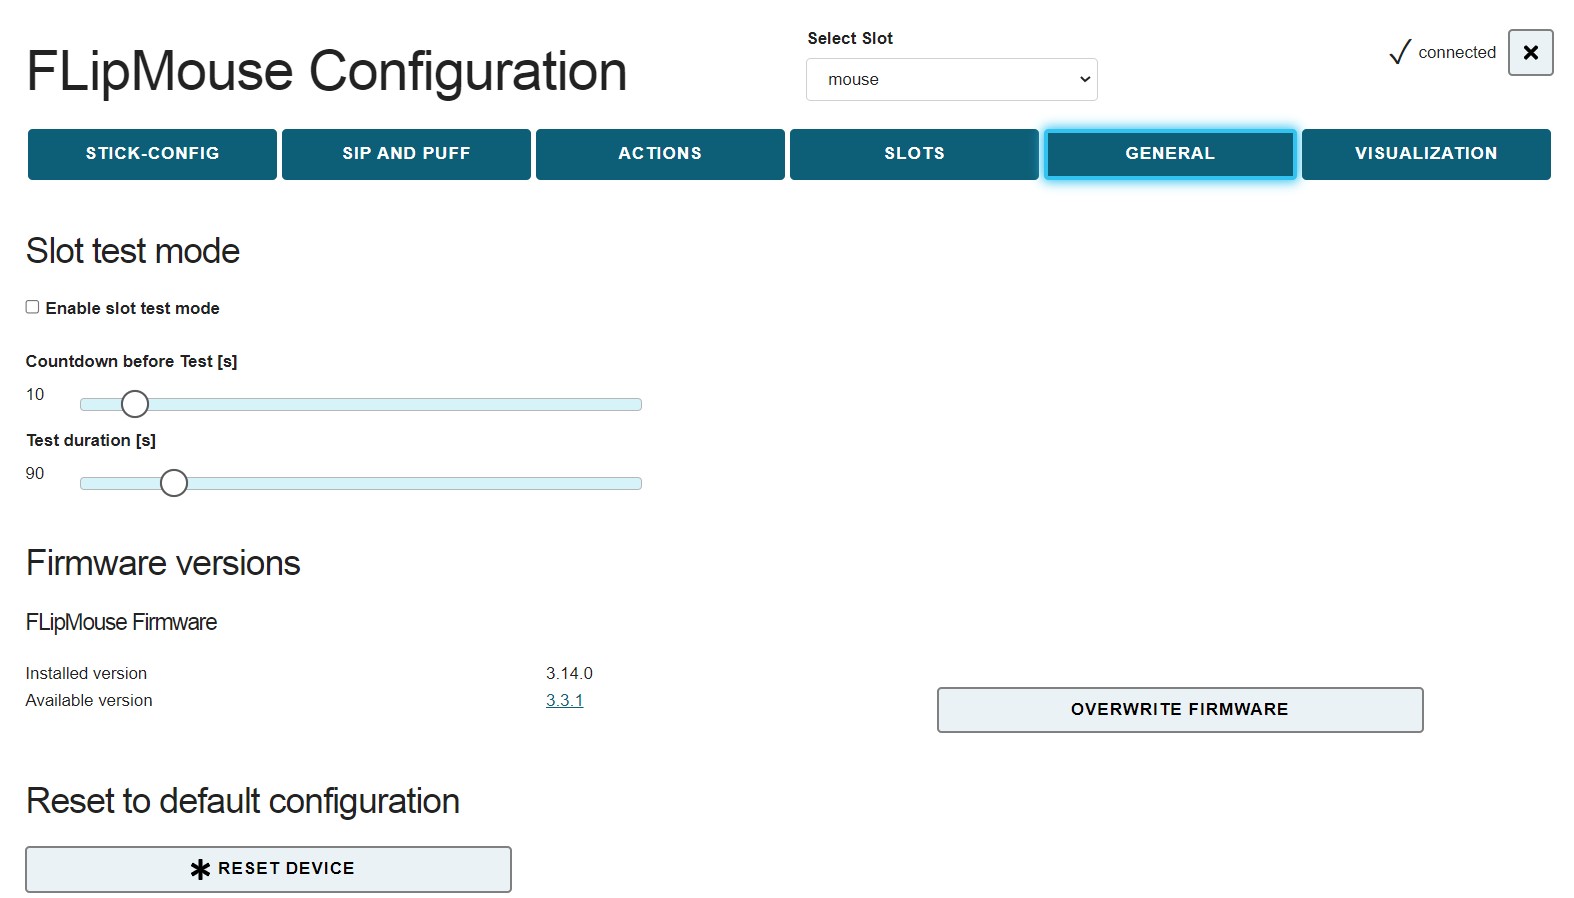 FLipMouse Configuration
Select Slot
mouse
connected
STICK-CONFIG
SIP AND PUFF
ACTIONS
SLOTS
GENERAL
VISUALIZATION
Slot test mode
Enable slot test mode
Countdown before Test [s]
10
Test duration [s]
90
Firmware versions
FLipMouse Firmware
Installed version 3.14.0
Available version 3.3.1
OVERWRITE FIRMWARE
Reset to default configuration
RESET DEVICE